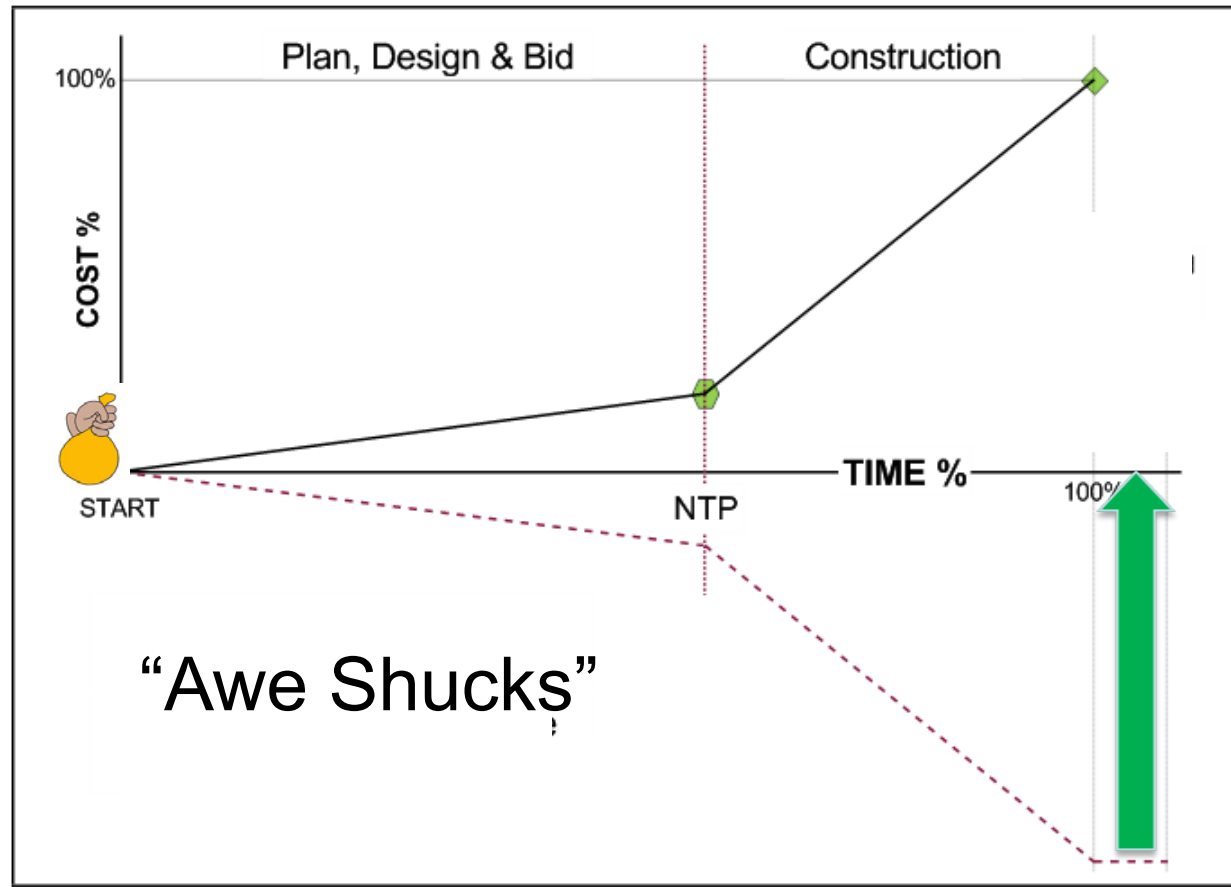 Plan, Design & Bid
Construction
100%
COST %
TIME %
START
NTP
100%
“Awe Shucks”